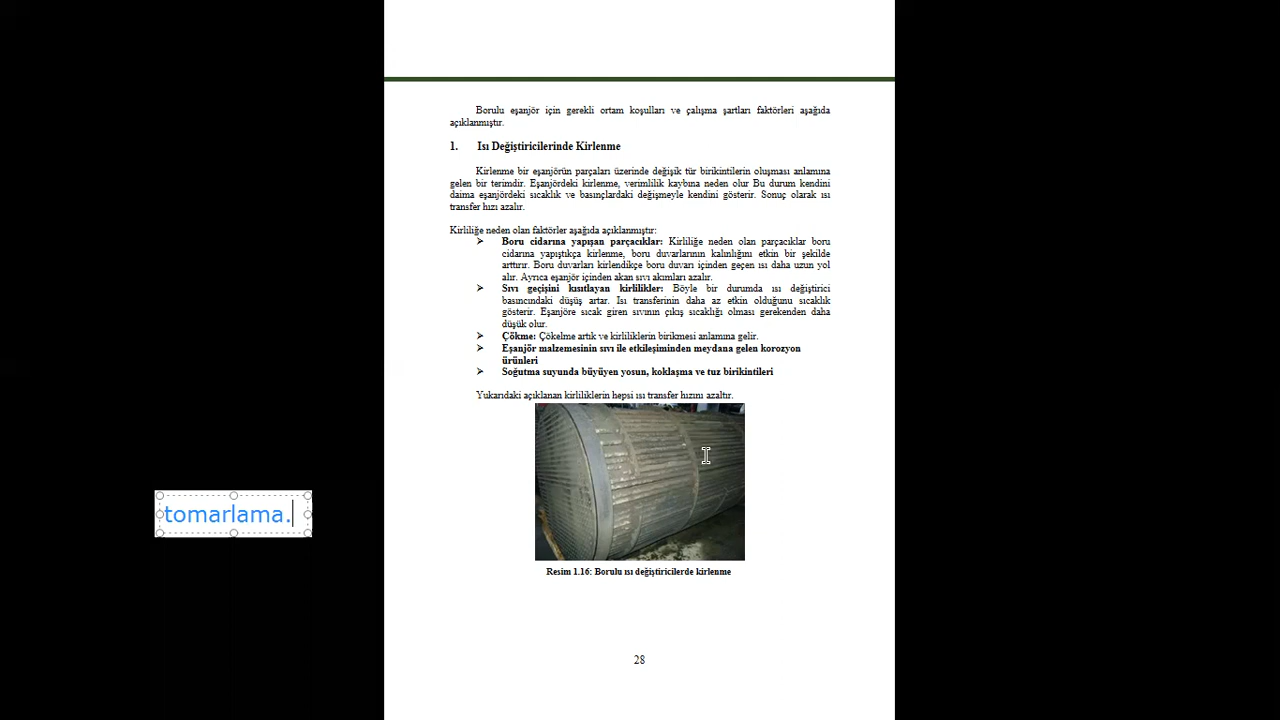 Borulu eşanjör için gerekli ortam koşulları ve çalışma şartları faktörleri aşağıda
açıklanmıştır.
1. Isı Değiştiricilerinde Kirlenme
Kirlenme bir eşanjörün parçaları üzerinde değişik tür birikintilerin oluşması anlamına
gelen bir terimdir. Eşanjördeki kirlenme, verimlilik kaybına neden olur Bu durum kendini
daima eşanjördeki sıcaklık ve basınçlardaki değişmeyle kendini gösterir. Sonuç olarak ısı
transfer hızı azalır.
Kirliliğe neden olan faktörler aşağıda açıklanmıştır:
➢ Boru cidarına yapışan parçacıklar: Kirliliğe neden olan parçacıklar boru
cidarına yapıştıkça kirlenme, boru duvarlarının kalınlığını etkin bir şekilde
arttırır. Boru duvarları kirlendikçe boru duvarı içinden geçen ısı daha uzun yol
alır. Ayrıca eşanjör içinden akan sıvı akımları azalır.
➢ Sıvı geçişini kısıtlayan kirlilikler: Böyle bir durumda ısı değiştirici
basıncındaki düşüş artar. Isı transferinin daha az etkin olduğunu sıcaklık
gösterir. Eşanjöre sıcak giren sıvının çıkış sıcaklığı olması gerekenden daha
düşük olur.
➢ Çökme: Çökelme artık ve kirliliklerin birikmesi anlamına gelir.
➢ Eşanjör malzemesinin sıvı ile etkileşiminden meydana gelen korozyon
ürünleri
➢ Soğutma suyunda büyüyen yosun, koklaşma ve tuz birikintileri
Yukarıdaki açıklanan kirliliklerin hepsi ısı transfer hızını azaltır.
tomarlama.
Resim 1.16: Borulu ısı değiştiricilerde kirlenme
28